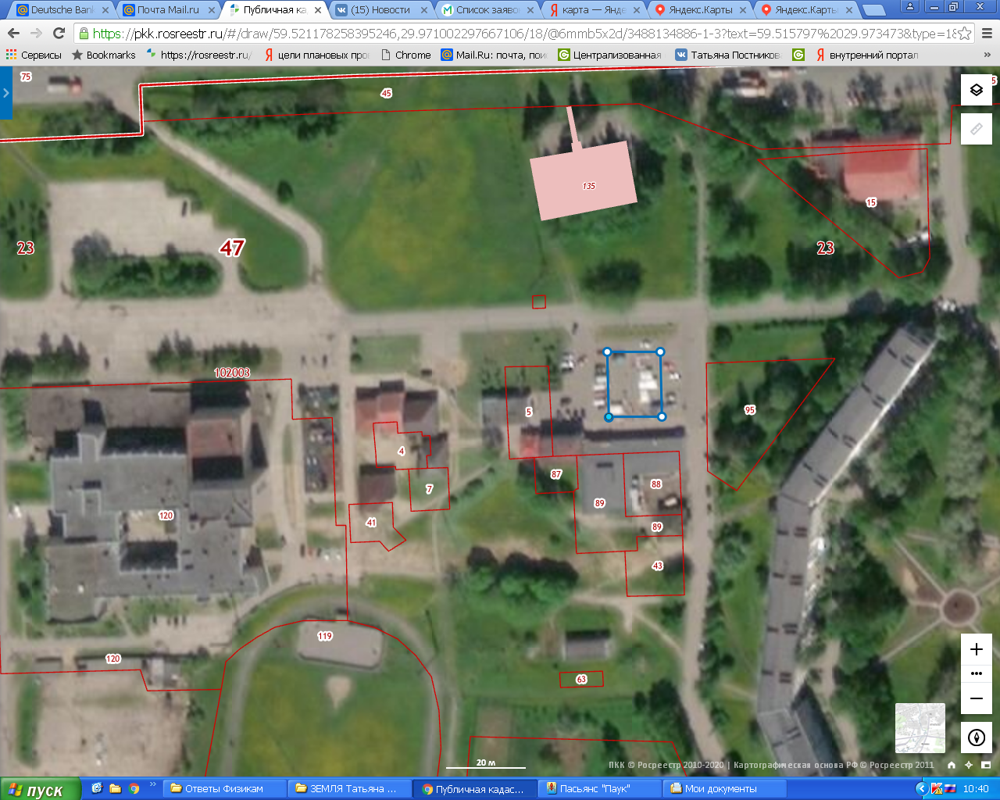 Deutsche Bank
Почта Mail.ru
Публичная ка
(15) Новости
Список заяво
карта — Янде
Яндекс.Карты
Яндекс.Карты
https://pkk.rosreestr.ru/#/draw/59.521178258395246,29.971002297667106/18/@6mmb5x2d/3488134886-1-3?text=59.515797%2029.973473&type=1&
Сервисы
Bookmarks
https://rosreestr.ru/
цели плановых про
Chrome
Mail.Ru: почта, пои
Централизованная
Татьяна Постников
внутренний портал
»
75
45
5
135
15
23
47
23
102003
5
95
4
87
88
7
89
120
41
89
43
119
120
63
20 м
ПКК © Росреестр 2010-2020 | Картографическая основа РФ © Росреестр 2011
пуск
»
Ответы Физикам
ЗЕМЛЯ Татьяна ...
Публичная кадас...
Пасьянс "Паук"
Мои документы
10:40